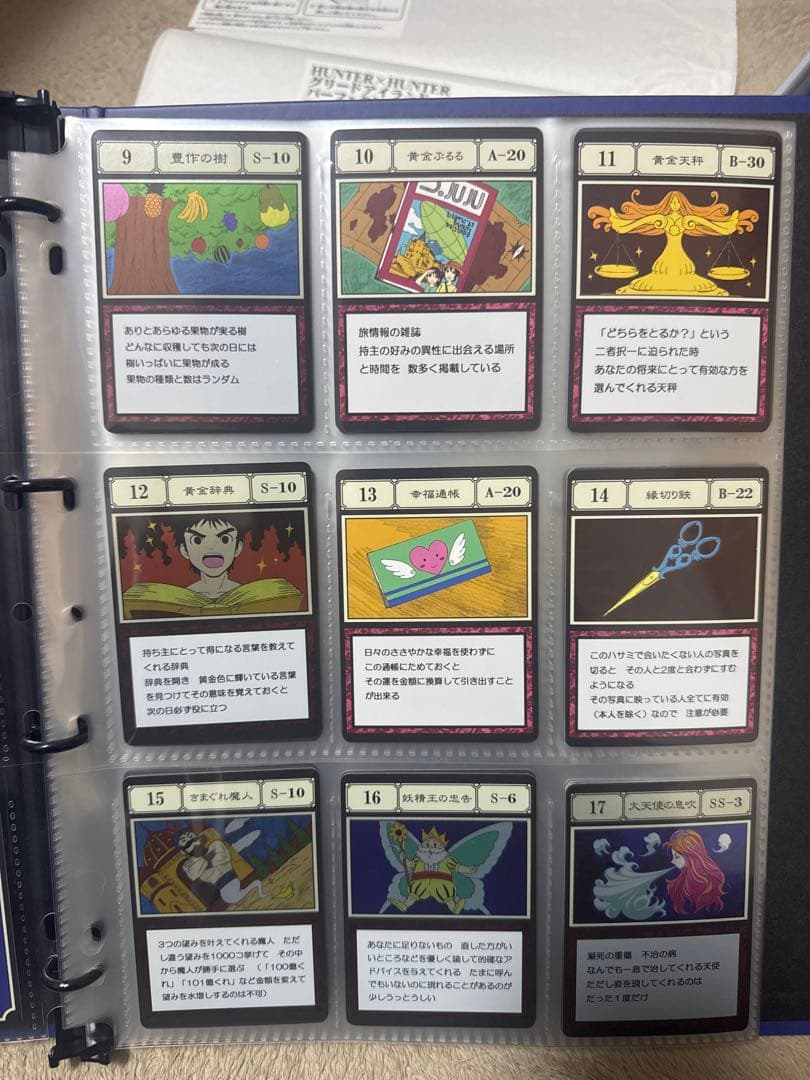 HUNTER×HUNTER
グリードアイランド
9 豊作の樹 S-10
ありとあらゆる果物が実る樹
どんなに収穫しても次の日には
樹いっぱいに果物が成る
果物の種類と数はランダム
10 黄金ぶるる A-20
J.JUJU
旅情報の雑誌
持主の好みの異性に出会える場所
と時間を 数多く掲載している
11 黄金天秤 B-30
「どちらをとるか?」という
二者択一に迫られた時
あなたの将来にとって有効な方を
選んでくれる天秤
12 黄金辞典 S-10
持ち主にとって得になる言葉を教えて
くれる辞典
辞典を開き 黄金色に輝いている言葉
を見つけてその意味を覚えておくと
次の日必ず役に立つ
13 幸福通帳 A-20
日々のささやかな幸福を使わずに
この通帳にためておくと
その運を金額に換算して引き出すこと
が出来る
14 縁切り鋏 B-22
このハサミで会いたくない人の写真を
切ると その人と2度と会わずにすむ
ようになる
その写真に映っている人全てに有効
(本人を除く)なので 注意が必要
15 きまぐれ魔人 S-10
3つの望みを叶えてくれる魔人 ただ
し違う望みを1000コ挙げて その中
から魔人が勝手に選ぶ (「100億く
れ」「101億くれ」など金額を変えて
望みを水増しするのは不可)
16 妖精王の忠告 S-6
あなたに足りないもの 直した方がい
いところなどを優しく諭して的確なア
ドバイスを与えてくれる たまに呼ん
でもいないのに現れることがあるのが
少しうっとうしい
17 大天使の息吹 SS-3
瀕死の重傷 不治の病
なんでも一息で治してくれる天使
ただし姿を現してくれるのは
たった1度だけ